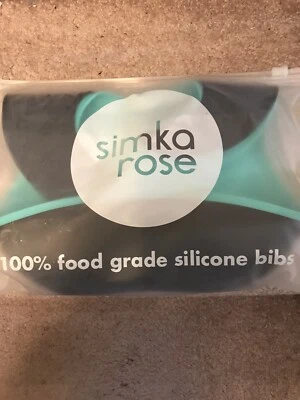 simka
rose
100% food grade silicone bibs